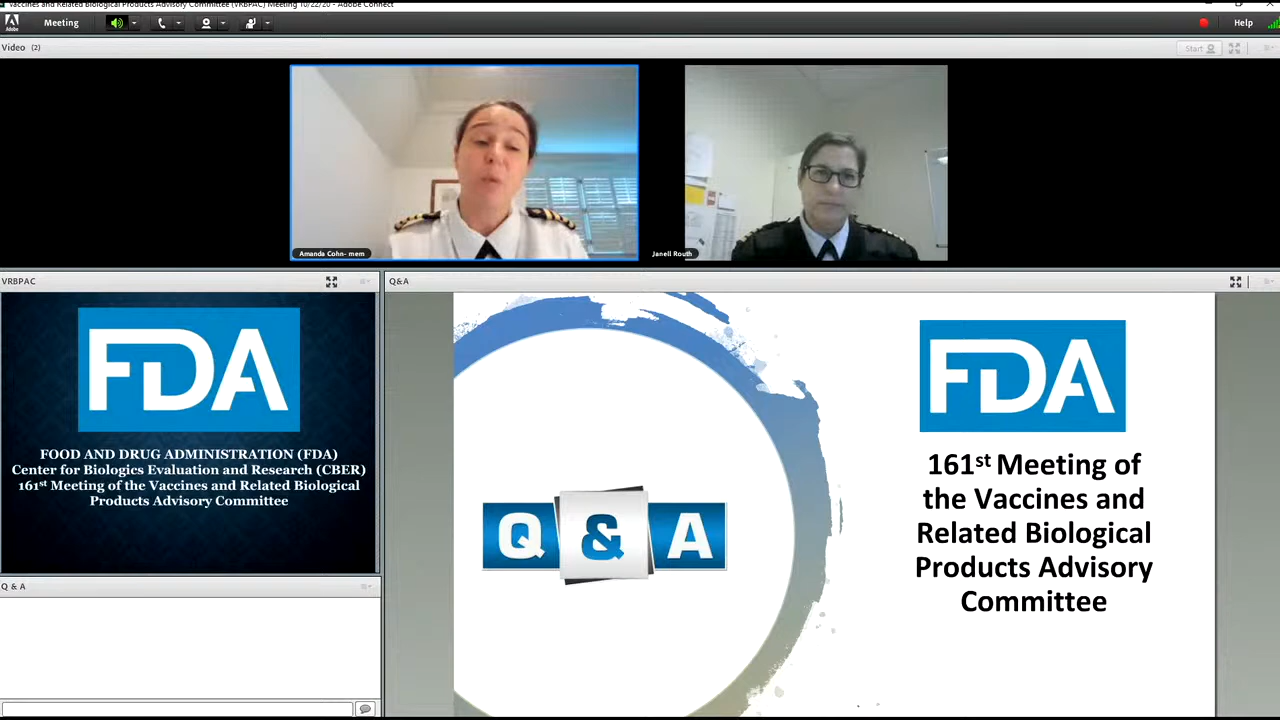 Vaccines and Related Biological Products Advisory Committee (VRBPAC) Meeting 10/22/20 - Adobe Connect
Adobe
Meeting
Help
Video (2)
Start
Amanda Cohn- mem
Janell Routh
VRBPAC
FDA
FOOD AND DRUG ADMINISTRATION (FDA)
Center for Biologics Evaluation and Research (CBER)
161st Meeting of the Vaccines and Related Biological
Products Advisory Committee
Q & A
Q&A
Q & A
FDA
161st Meeting of
the Vaccines and
Related Biological
Products Advisory
Committee